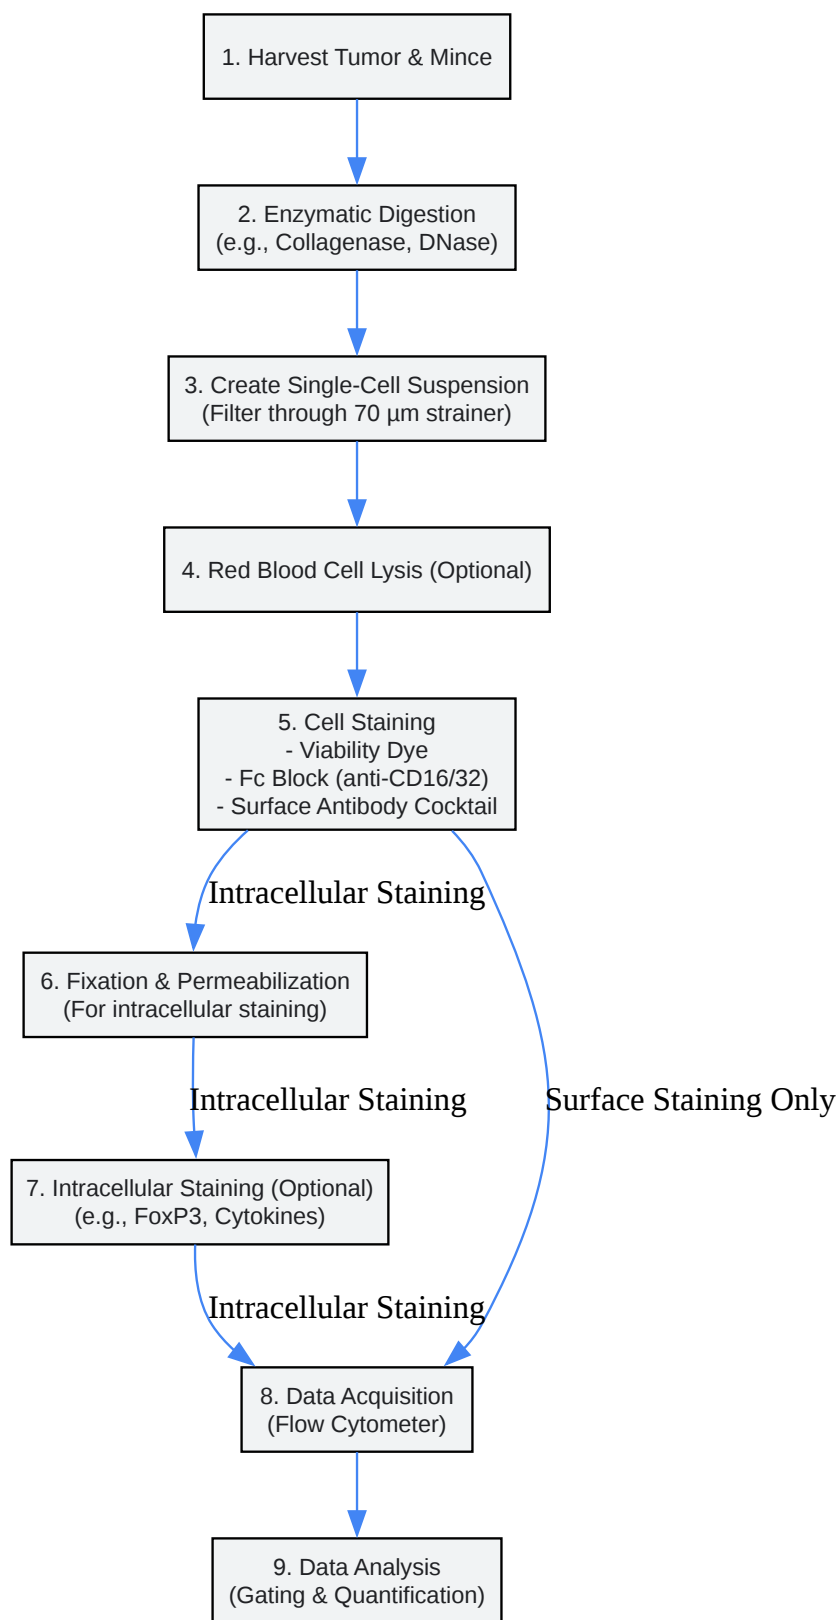 1. Harvest Tumor & Mince
2. Enzymatic Digestion
(e.g., Collagenase, DNase)
3. Create Single-Cell Suspension
(Filter through 70 µm strainer)
4. Red Blood Cell Lysis (Optional)
5. Cell Staining
- Viability Dye
- Fc Block (anti-CD16/32)
- Surface Antibody Cocktail
Intracellular Staining
6. Fixation & Permeabilization
(For intracellular staining)
Intracellular Staining
Surface Staining Only
7. Intracellular Staining (Optional)
(e.g., FoxP3, Cytokines)
Intracellular Staining
8. Data Acquisition
(Flow Cytometer)
9. Data Analysis
(Gating & Quantification)